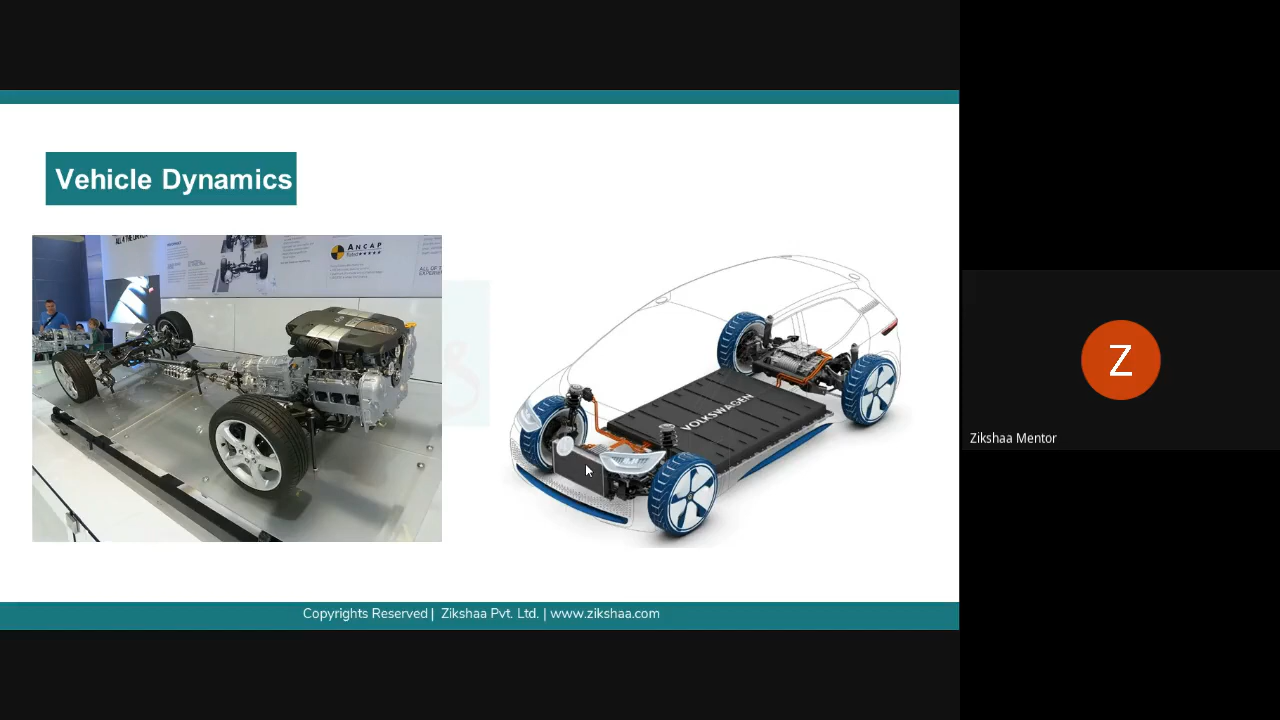 Vehicle Dynamics
ANCAP
VOLKSWAGEN
Copyrights Reserved | Zikshaa Pvt. Ltd. | www.zikshaa.com
Z
Zikshaa Mentor